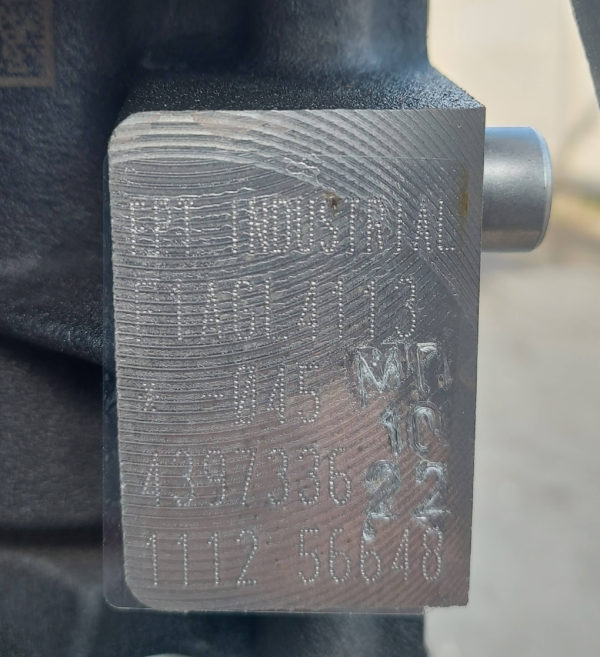 FPT INDUSTRIAL
F1AGL4113
* -045
4397336
1112 56648
10
22